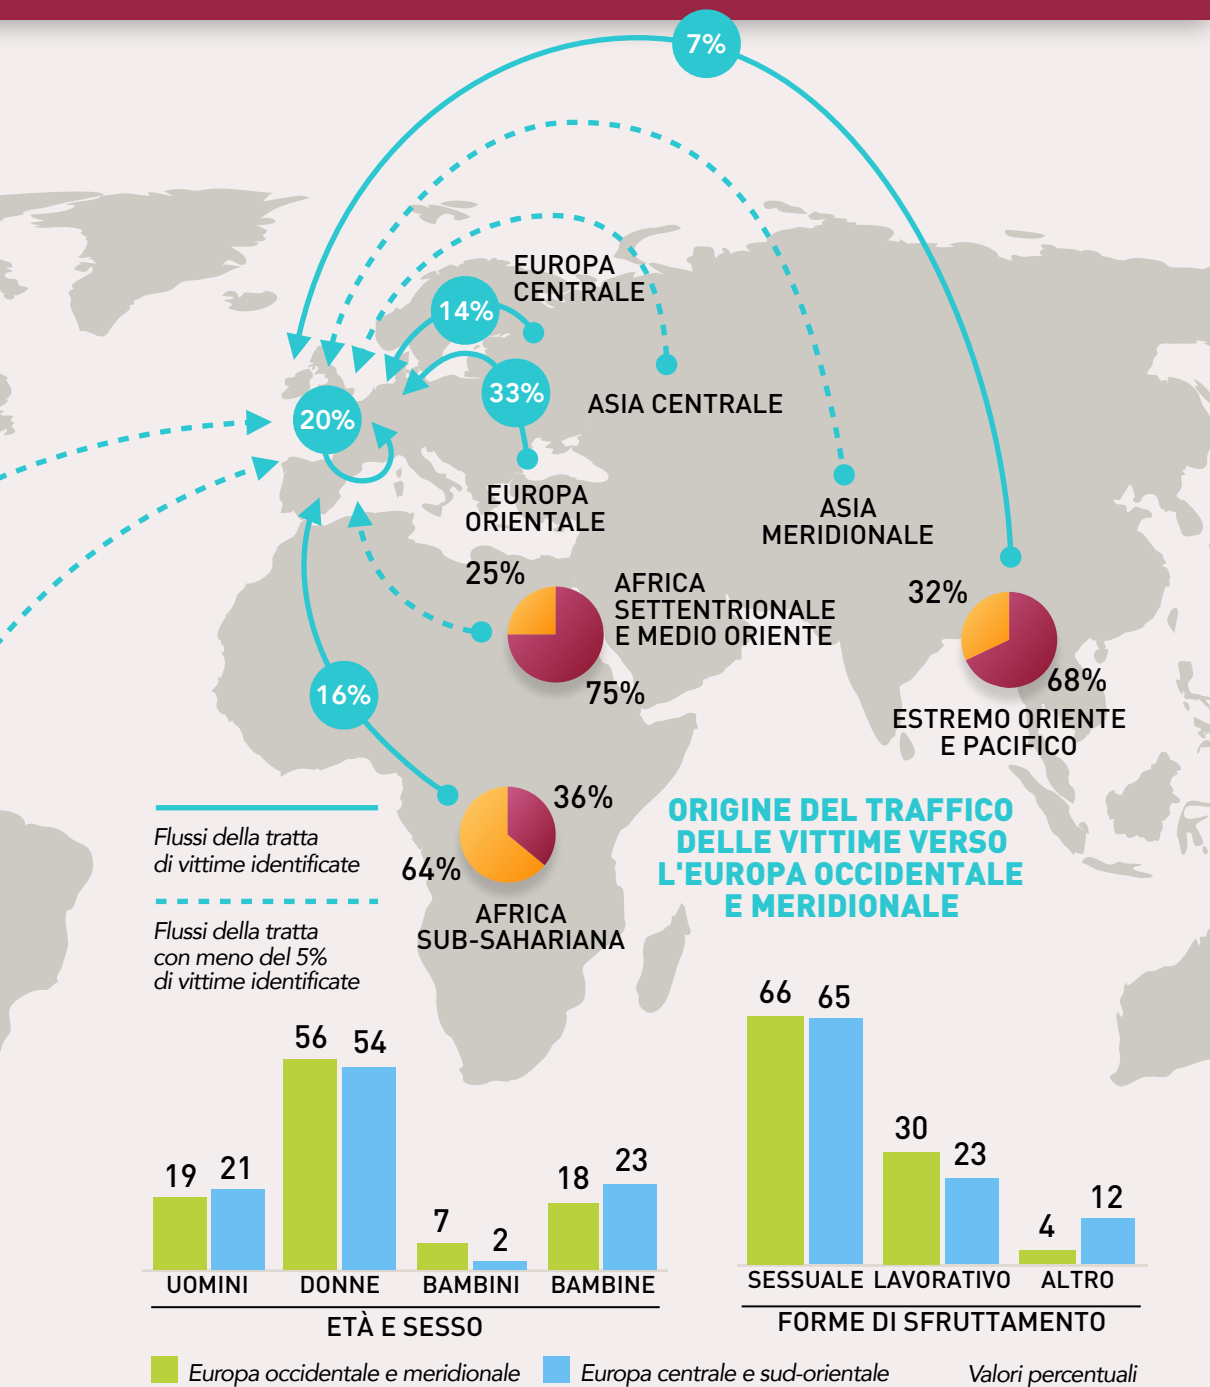 7%
EUROPA
CENTRALE
14%
33%
ASIA CENTRALE
20%
EUROPA
ORIENTALE
ASIA
MERIDIONALE
25%
AFRICA
SETTENTRIONALE
E MEDIO ORIENTE
75%
32%
68%
ESTREMO ORIENTE
E PACIFICO
16%
36%
64%
AFRICA
SUB-SAHARIANA
ORIGINE DEL TRAFFICO
DELLE VITTIME VERSO
L'EUROPA OCCIDENTALE
E MERIDIONALE
Flussi della tratta
di vittime identificate
Flussi della tratta
con meno del 5%
di vittime identificate
19 21
56 54
7 2
18 23
UOMINI DONNE BAMBINI BAMBINE
ETÀ E SESSO
66 65
30 23
4 12
SESSUALE LAVORATIVO ALTRO
FORME DI SFRUTTAMENTO
Europa occidentale e meridionale Europa centrale e sud-orientale Valori percentuali